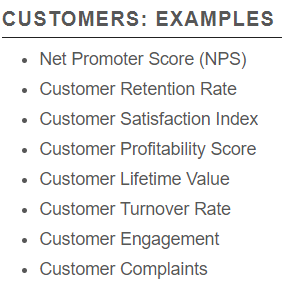 CUSTOMERS: EXAMPLES
• Net Promoter Score (NPS)
• Customer Retention Rate
• Customer Satisfaction Index
• Customer Profitability Score
• Customer Lifetime Value
• Customer Turnover Rate
• Customer Engagement
• Customer Complaints